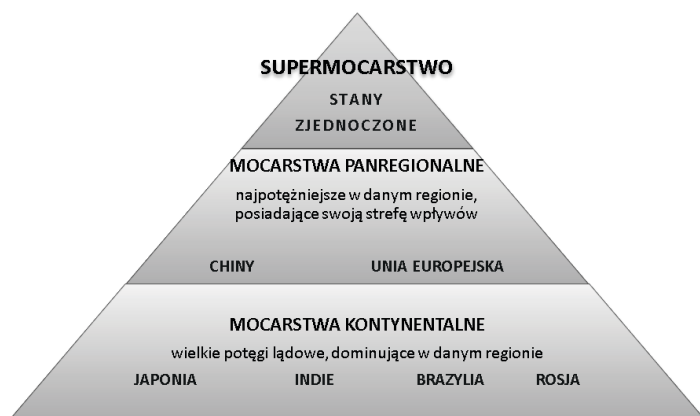 SUPERMOCARSTWO
STANY
ZJEDNOCZONE
MOCARSTWA PANREGIONALNE
najpotężniejsze w danym regionie,
posiadające swoją strefę wpływów
CHINY UNIA EUROPEJSKA
MOCARSTWA KONTYNENTALNE
wielkie potęgi lądowe, dominujące w danym regionie
JAPONIA INDIE BRAZYLIA ROSJA